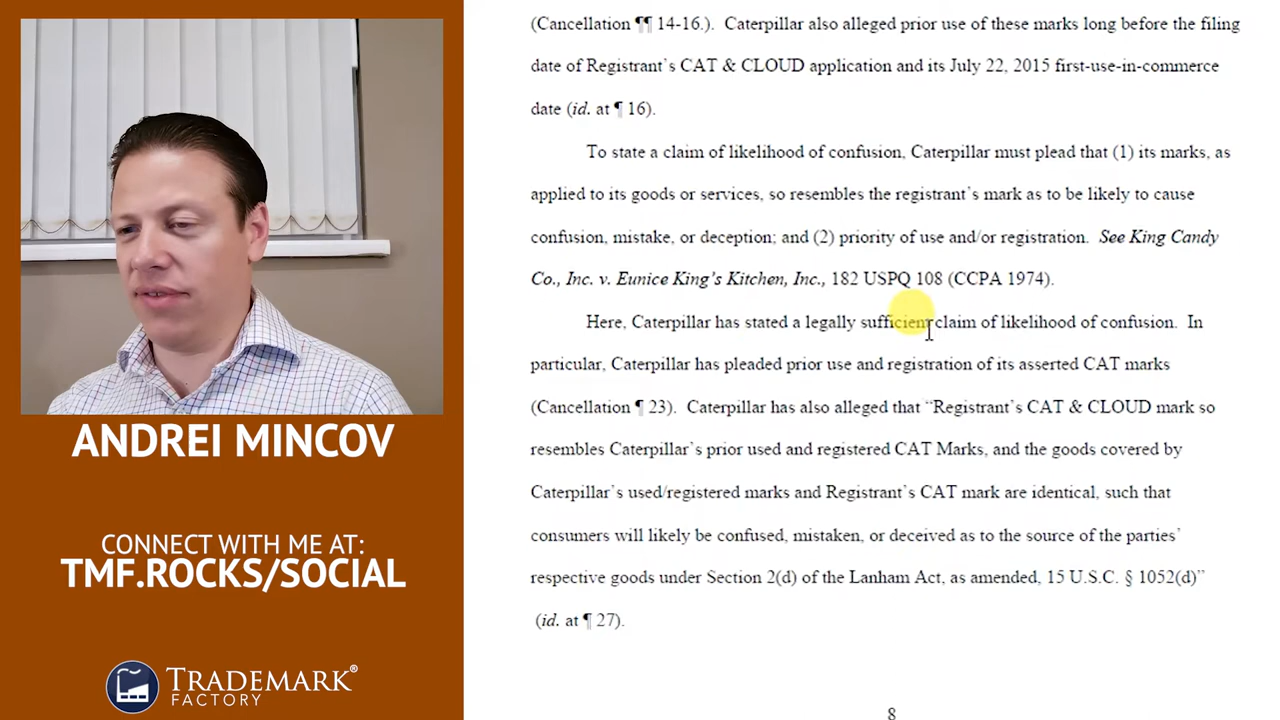 (Cancellation ¶¶ 14-16.). Caterpillar also alleged prior use of these marks long before the filing
date of Registrant's CAT & CLOUD application and its July 22, 2015 first-use-in-commerce
date (id. at ¶ 16).
To state a claim of likelihood of confusion, Caterpillar must plead that (1) its marks, as
applied to its goods or services, so resembles the registrant's mark as to be likely to cause
confusion, mistake, or deception; and (2) priority of use and/or registration. See King Candy
Co., Inc. v. Eunice King's Kitchen, Inc., 182 USPQ 108 (CCPA 1974).
Here, Caterpillar has stated a legally sufficient claim of likelihood of confusion. In
particular, Caterpillar has pleaded prior use and registration of its asserted CAT marks
(Cancellation ¶ 23). Caterpillar has also alleged that “Registrant's CAT & CLOUD mark so
resembles Caterpillar's prior used and registered CAT Marks, and the goods covered by
Caterpillar's used/registered marks and Registrant's CAT mark are identical, such that
consumers will likely be confused, mistaken, or deceived as to the source of the parties'
respective goods under Section 2(d) of the Lanham Act, as amended, 15 U.S.C. § 1052(d)”
(id. at ¶ 27).
8
ANDREI MINCOV
CONNECT WITH ME AT:
TMF.ROCKS/SOCIAL
TRADEMARK®
FACTORY